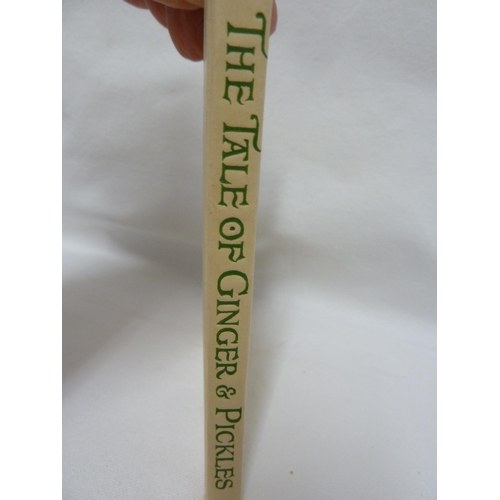 THE TALE OF GINGER & PICKLES